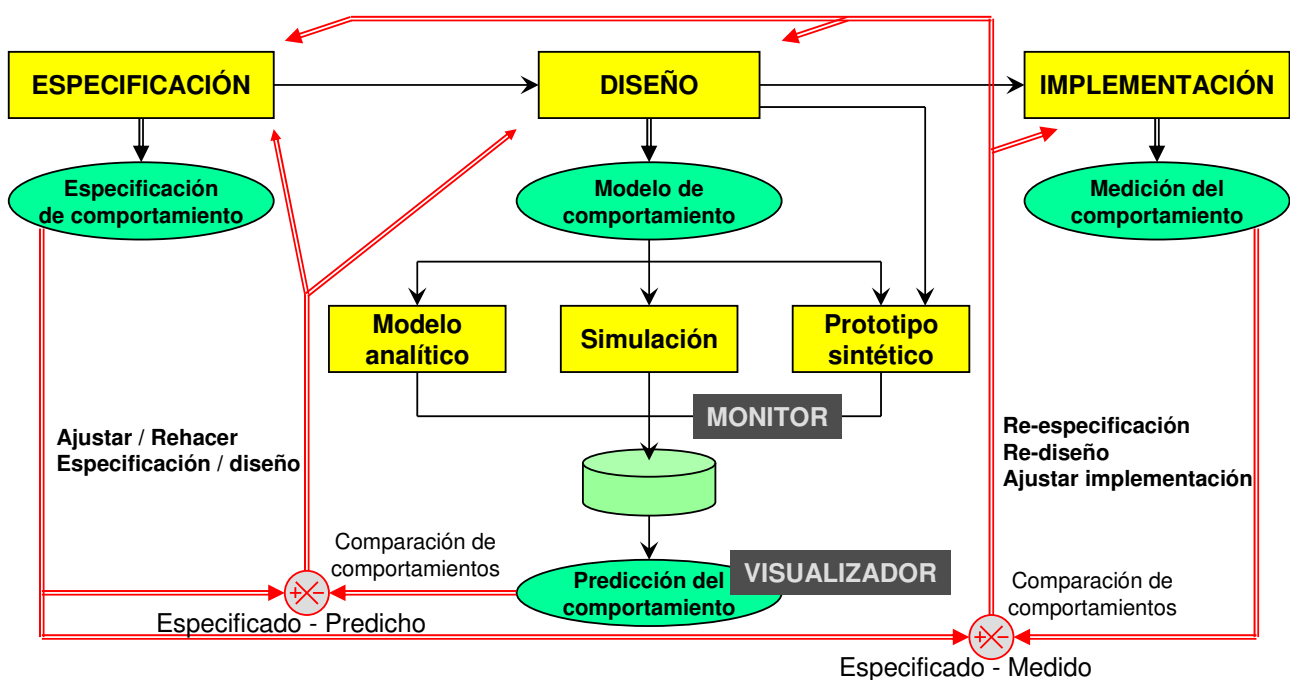 ESPECIFICACIÓN
DISEÑO
IMPLEMENTACIÓN
Especificación
de comportamiento
Modelo de
comportamiento
Medición del
comportamiento
Modelo
analítico
Simulación
Prototipo
sintético
MONITOR
Ajustar / Rehacer
Especificación / diseño
Re-especificación
Re-diseño
Ajustar implementación
Comparación de
comportamientos
Predicción del
comportamiento
VISUALIZADOR
Comparación de
comportamientos
Especificado - Predicho
Especificado - Medido